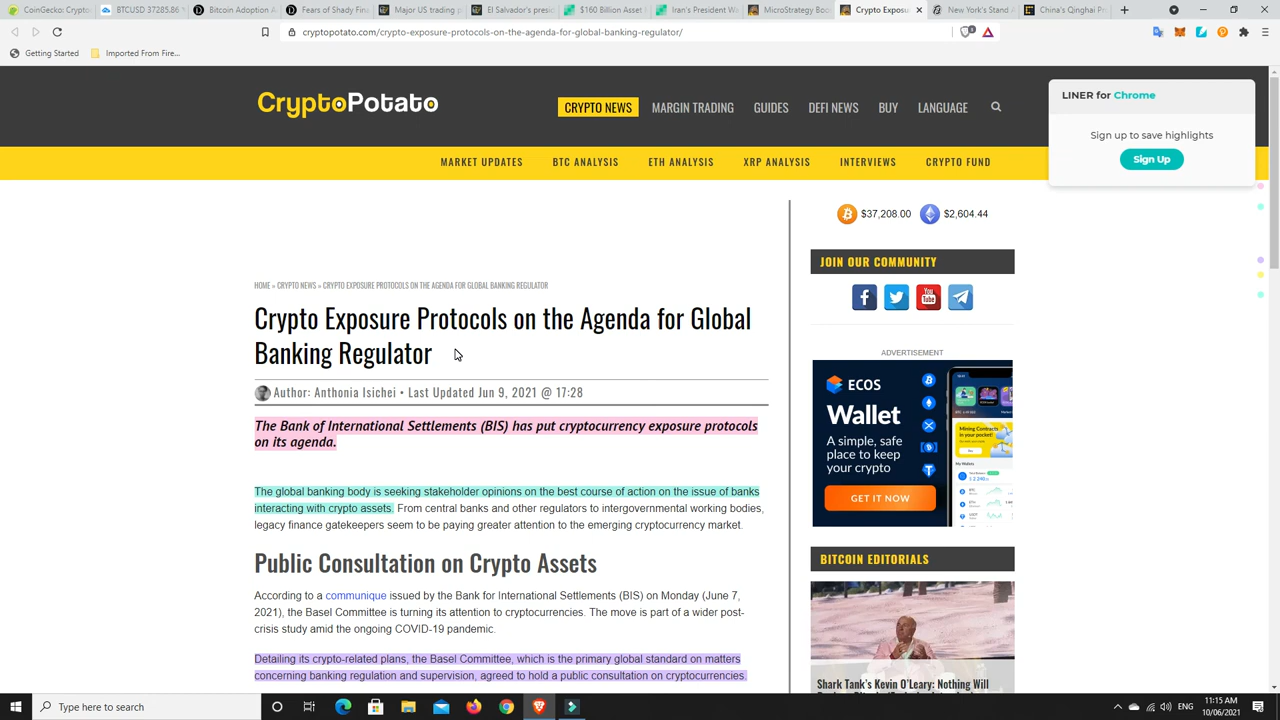 CoinGecko: Crypto
BTCUSD 37285.86
Bitcoin Adoption A
Fears of Shady Fina
Major US trading p
El Salvador's presi
$160 Billion Asset
Iran's President We
MicroStrategy Boo
Crypto Exposu
New York's Stand A
China's Qinghai Pr
cryptopotato.com/crypto-exposure-protocols-on-the-agenda-for-global-banking-regulator/
Getting Started
Imported From Fire...
CryptoPotato
CRYPTO NEWS
MARGIN TRADING
GUIDES
DEFI NEWS
BUY
LANGUAGE
LINER for Chrome
Sign up to save highlights
Sign Up
MARKET UPDATES
BTC ANALYSIS
ETH ANALYSIS
XRP ANALYSIS
INTERVIEWS
CRYPTO FUND
HOME » CRYPTO NEWS » CRYPTO EXPOSURE PROTOCOLS ON THE AGENDA FOR GLOBAL BANKING REGULATOR
Crypto Exposure Protocols on the Agenda for Global
Banking Regulator
Author: Anthonia Isichei • Last Updated Jun 9, 2021 @ 17:28
The Bank of International Settlements (BIS) has put cryptocurrency exposure protocols
on its agenda.
The global banking body is seeking stakeholder opinions on the best course of action on the issue of banks
interacting with crypto assets. From central banks and other regulators to intergovernmental working bodies,
legacy finance gatekeepers seem to be paying greater attention to the emerging cryptocurrency market.
Public Consultation on Crypto Assets
According to a communique issued by the Bank for International Settlements (BIS) on Monday (June 7,
2021), the Basel Committee is turning its attention to cryptocurrencies. The move is part of a wider post-
crisis study amid the ongoing COVID-19 pandemic.
Detailing its crypto-related plans, the Basel Committee, which is the primary global standard on matters
concerning banking regulation and supervision, agreed to hold a public consultation on cryptocurrencies.
$37,208.00
$2,604.44
JOIN OUR COMMUNITY
You
Tube
ADVERTISEMENT
ECOS
Wallet
A simple, safe
place to keep
your crypto
GET IT NOW
BITCOIN EDITORIALS
Shark Tank's Kevin O'Leary: Nothing Will
Type here to search
ENG
11:15 AM
10/06/2021